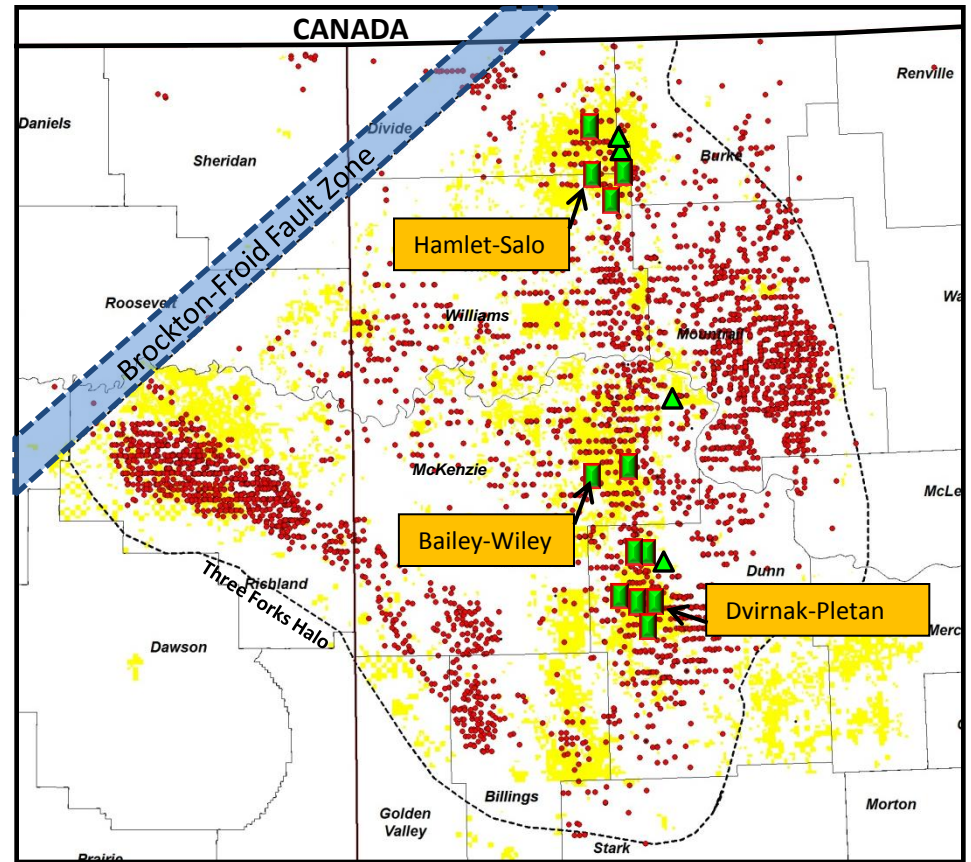 CANADA
Renville
Daniels
Divide
Sheridan
Burke
Brockton-Froid Fault Zone
Hamlet-Salo
Roosevelt
Wa
Williams
Mountrail
McKenzie
McLe
Bailey-Wiley
Dunn
Richland
Three Forks Halo
Dvirnak-Pletan
Merc
Dawson
Billings
Golden
Valley
Morton
Stark
Prairie